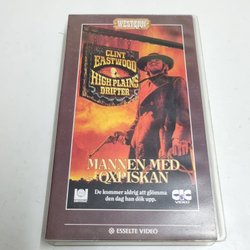 WESTERN
CLINT
EASTWOOD
HIGH PLAINS
DRIFTER
MANNEN MED
OXPISKAN
De kommer aldrig att glömma
den dag han dök upp.
CIC
VIDEO
ESSELTE VIDEO